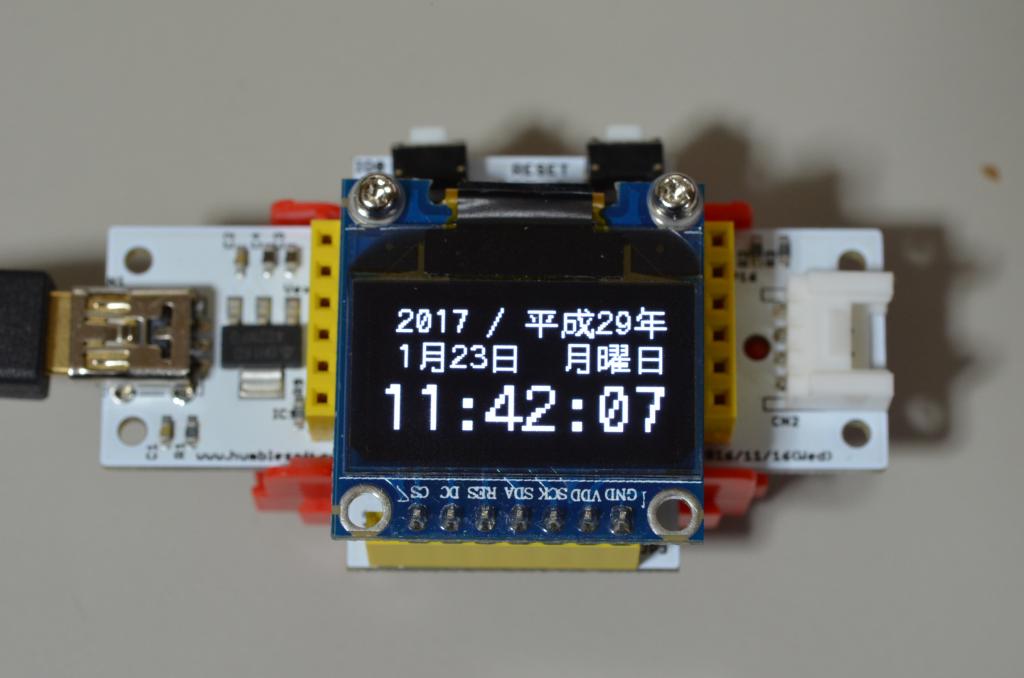 RESET
2017 / 平成29年
1月23日 月曜日
11:42:07
CN2
CS DC RES SDA SCK VDD GND